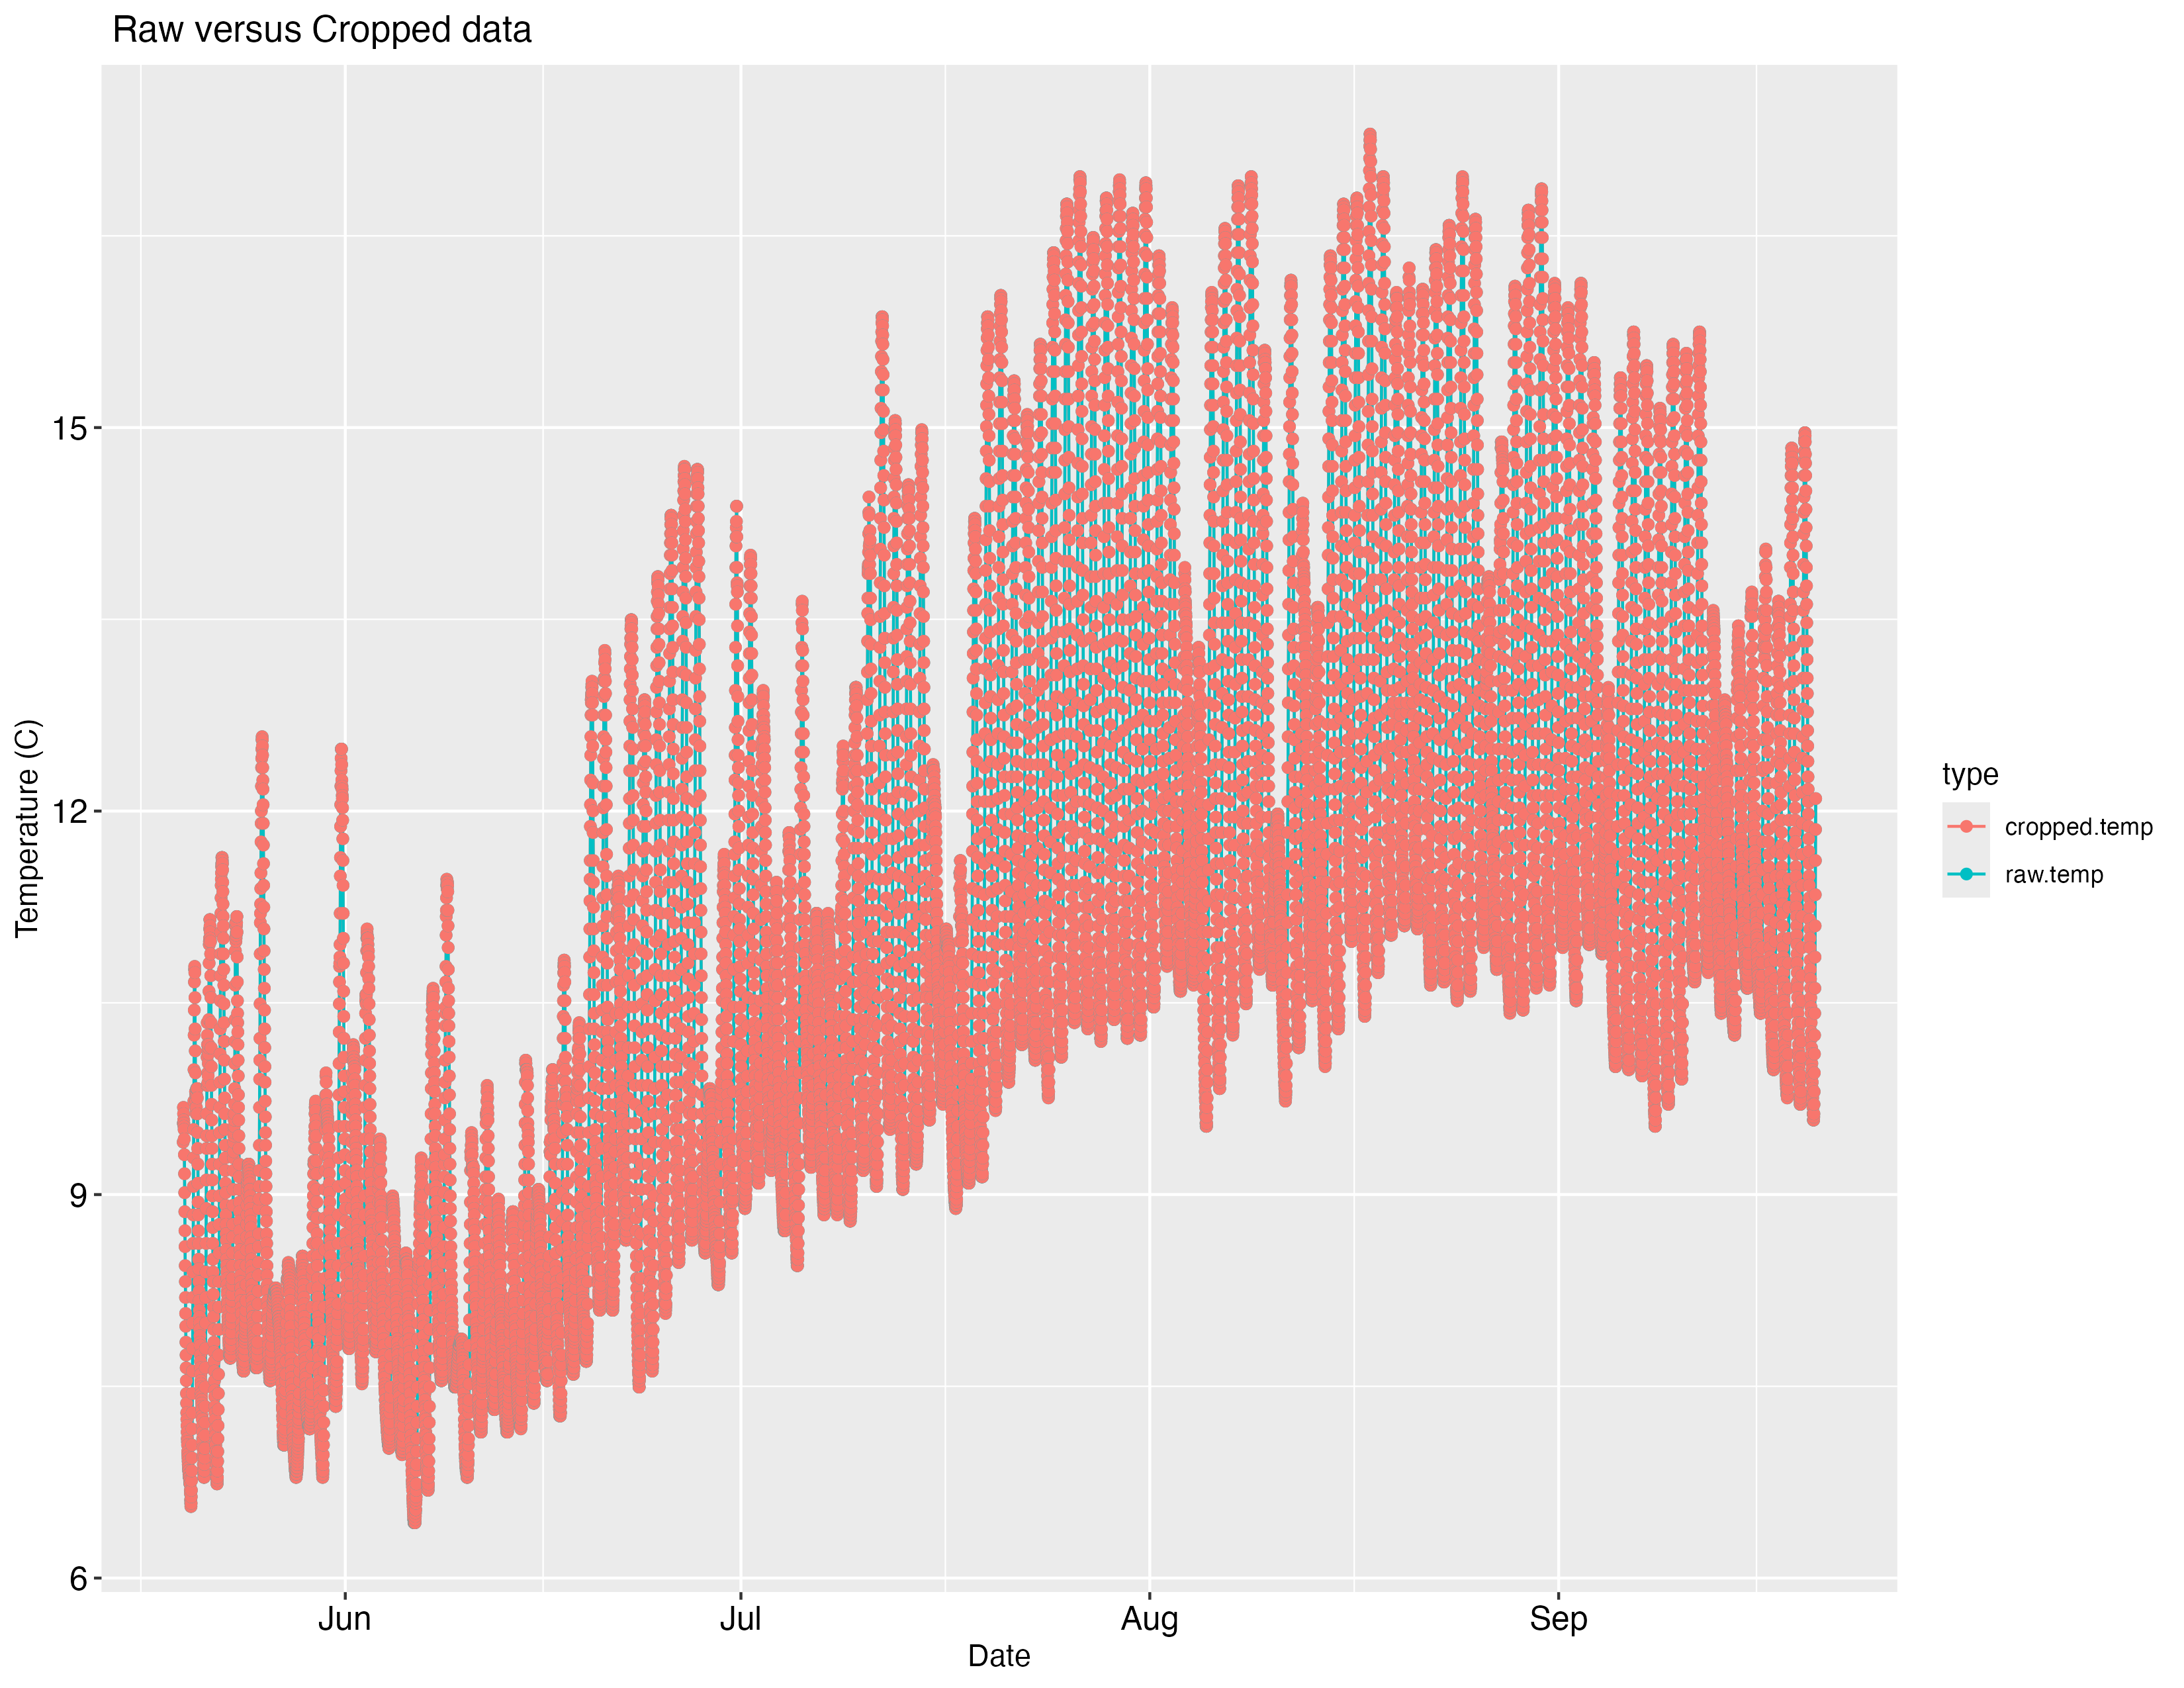 Raw versus Cropped data
Temperature (C)
15
12
9
6
Jun
Jul
Aug
Sep
Date
type
cropped.temp
raw.temp